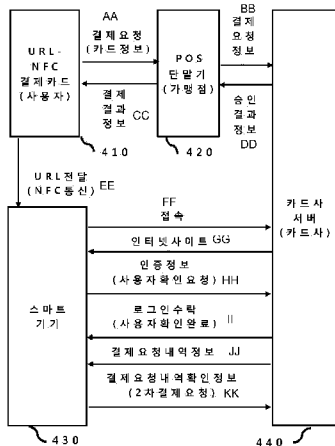 AA
BB
URL-
NFC
결제카드
(사용자)
결제요청
(카드정보)
POS
단말기
(가맹점)
결제
요청
정보
결제
결과
정보
CC
승인
결과
정보
DD
410
420
URL전달
(NFC통신)
EE
카드사
서버
(카드사)
FF
접속
인터넷사이트 GG
인증정보
(사용자확인요청) HH
스마트
기기
로그인수락
(사용자확인완료) II
결제요청내역정보 JJ
결제요청내역확인정보
(2차결제요청) KK
430
440